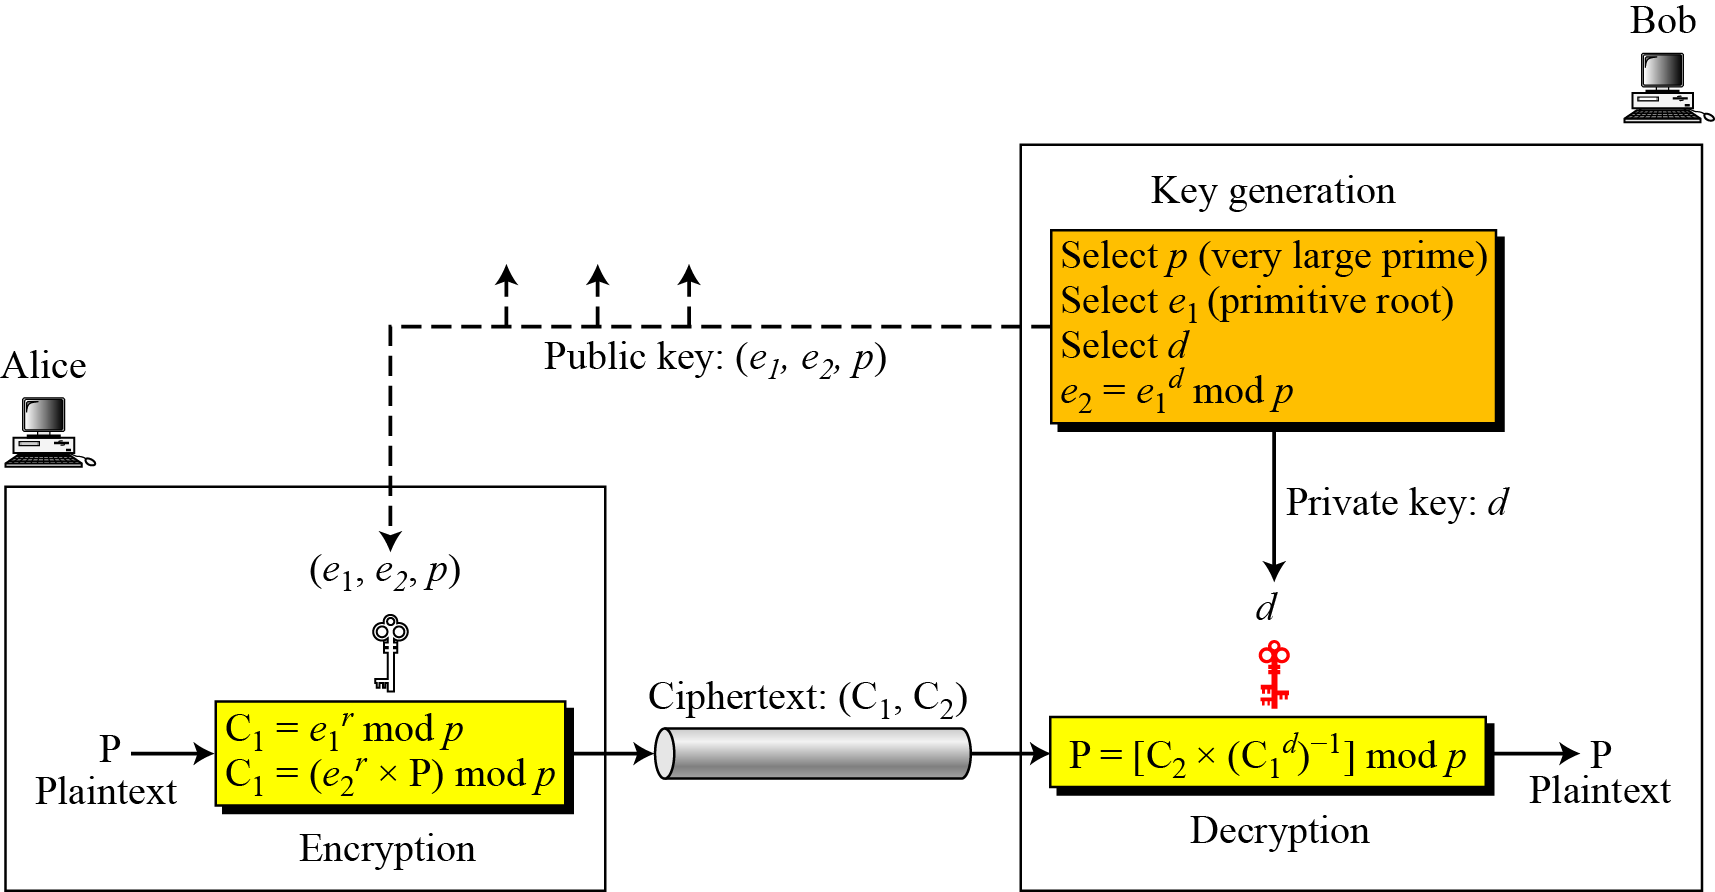 Bob
Key generation
Select p (very large prime)
Select e₁ (primitive root)
Select d
e₂ = e₁ᵈ mod p
Public key: (e₁, e₂, p)
Alice
Private key: d
(e₁, e₂, p)
d
Ciphertext: (C₁, C₂)
P
Plaintext
C₁ = e₁ʳ mod p
C₁ = (e₂ʳ × P) mod p
Encryption
P = [C₂ × (C₁ᵈ)⁻¹] mod p
Decryption
P
Plaintext